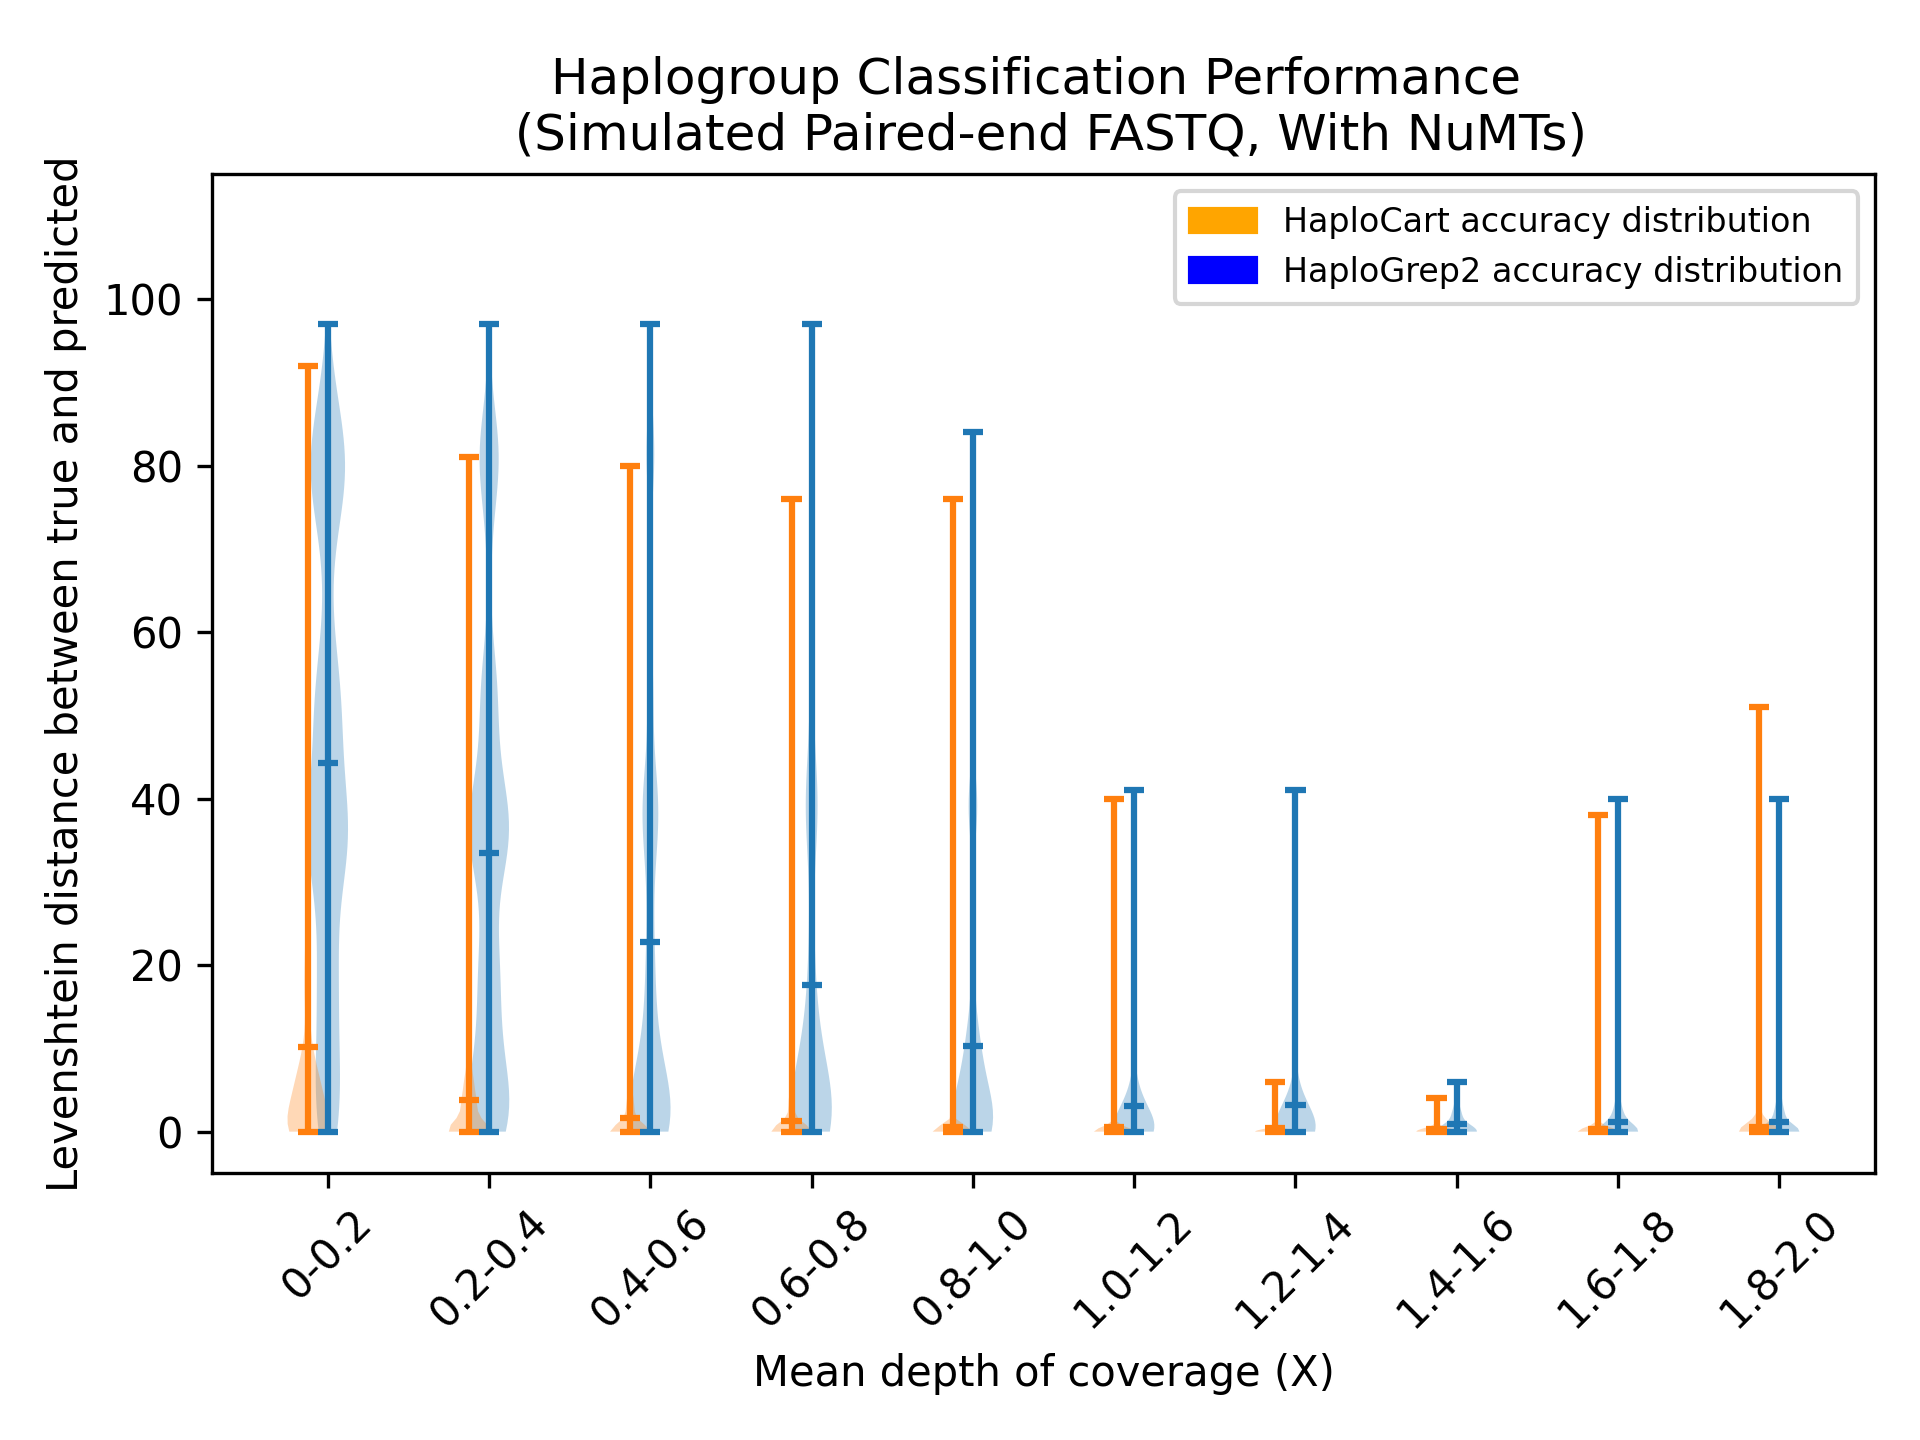 Haplogroup Classification Performance
(Simulated Paired-end FASTQ, With NuMTs)
HaploCart accuracy distribution
HaploGrep2 accuracy distribution
Levenshtein distance between true and predicted
100
80
60
40
20
0
0-0.2
0.2-0.4
0.4-0.6
0.6-0.8
0.8-1.0
1.0-1.2
1.2-1.4
1.4-1.6
1.6-1.8
1.8-2.0
Mean depth of coverage (X)